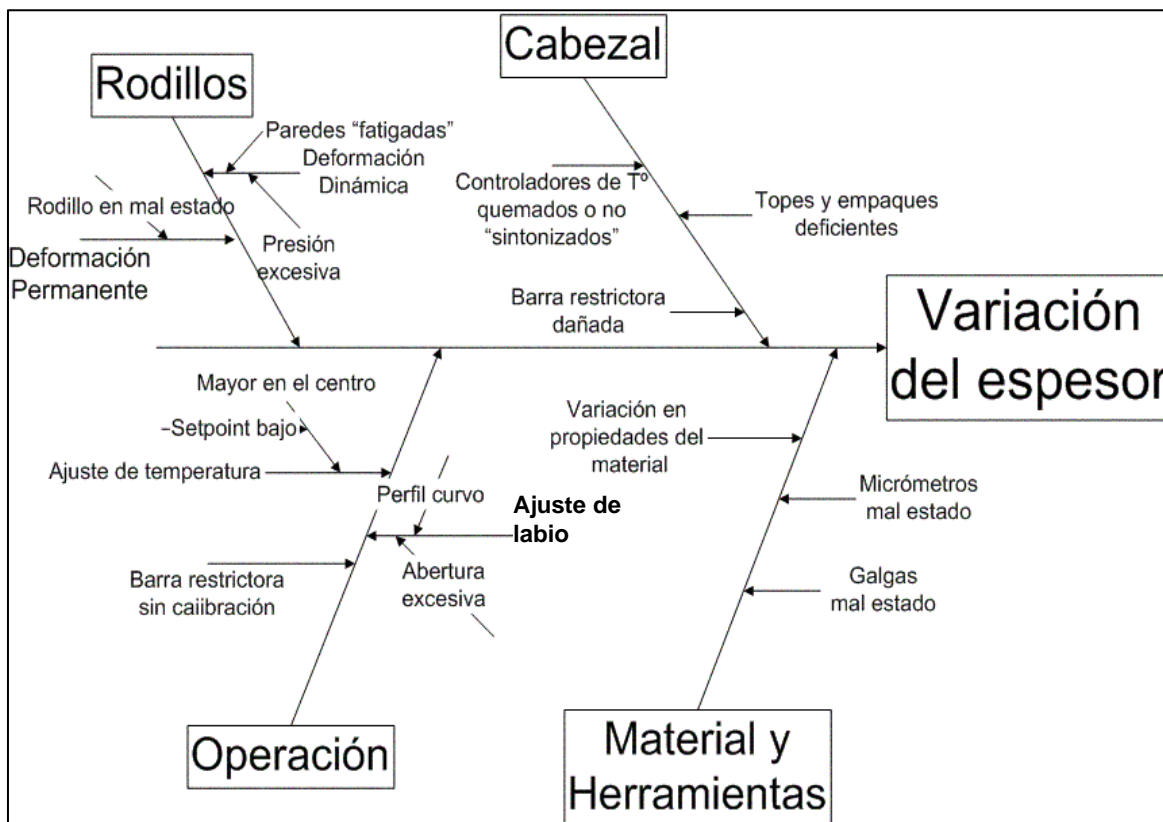 Rodillos
Paredes “fatigadas”
Deformación
Dinámica
Rodillo en mal estado
Presión
excesiva
Deformación
Permanente
Cabezal
Controladores de Tº
quemados o no
“sintonizados”
Topes y empaques
deficientes
Barra restrictora
dañada
Variación
del espesor
Mayor en el centro
-Setpoint bajo
Ajuste de temperatura
Perfil curvo
Ajuste de
labio
Abertura
excesiva
Barra restrictora
sin caiibración
Operación
Variación en
propiedades del
material
Micrómetros
mal estado
Galgas
mal estado
Material y
Herramientas